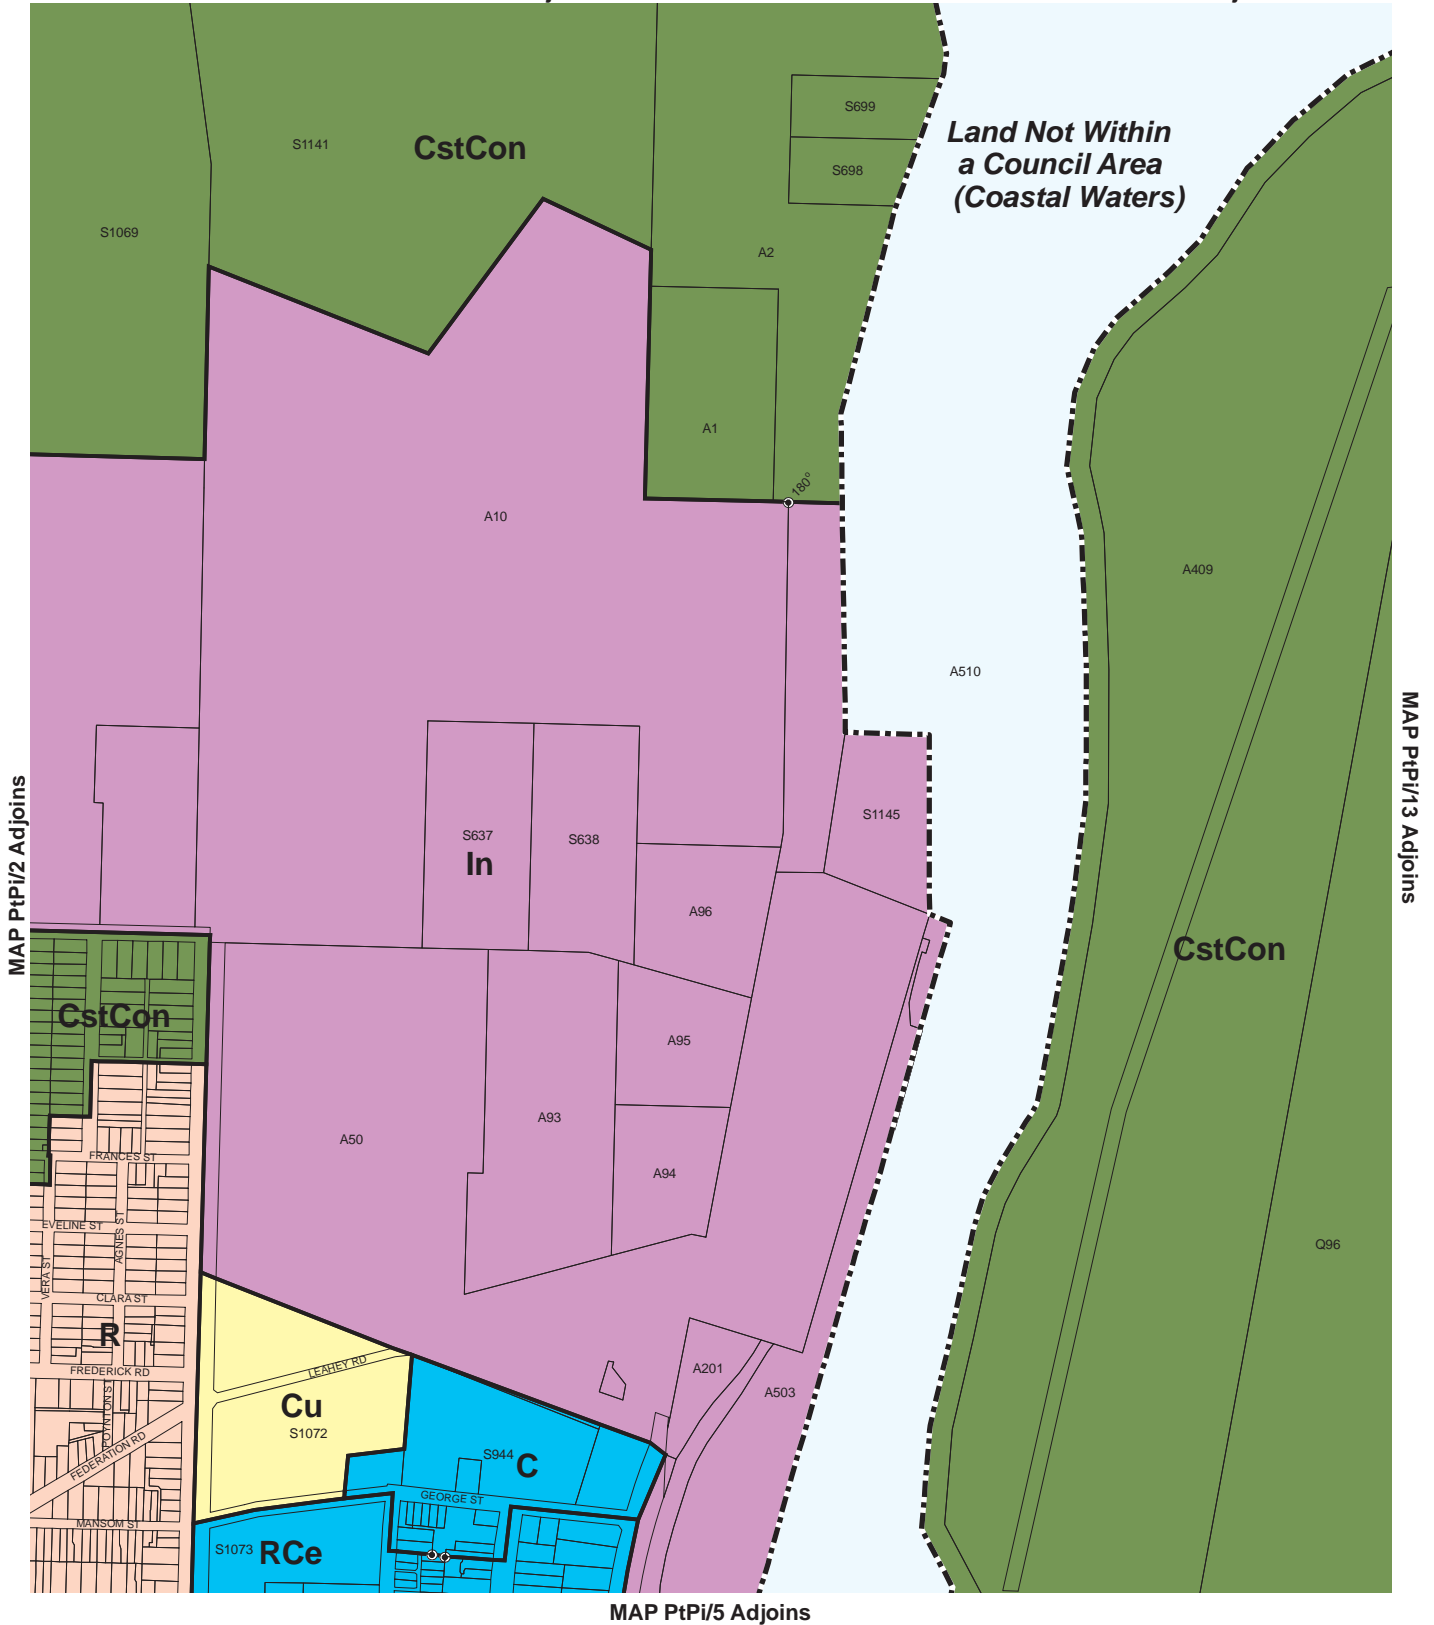 S699
Land Not Within
a Council Area
(Coastal Waters)
S1141
CstCon
S698
S1069
A2
A1
180°
A10
A409
A510
MAP PtPi/2 Adjoins
MAP PtPi/13 Adjoins
S637
S638
In
S1145
A96
CstCon
CstCon
A95
A50
A93
A94
FRANCES ST
EVELINE ST
AGNES ST
VERA ST
CLARA ST
R
FREDERICK RD
POYNTON ST
FEDERATION RD
MANSOM ST
Q96
LEAHEY RD
Cu
S1072
A201
A503
S944
C
GEORGE ST
S1073
RCe
MAP PtPi/5 Adjoins